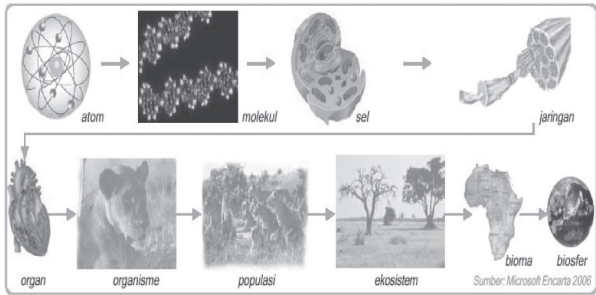 atom
molekul
sel
jaringan
organ
organisme
populasi
ekosistem
bioma
biosfer
Sumber: Microsoft Encarta 2006